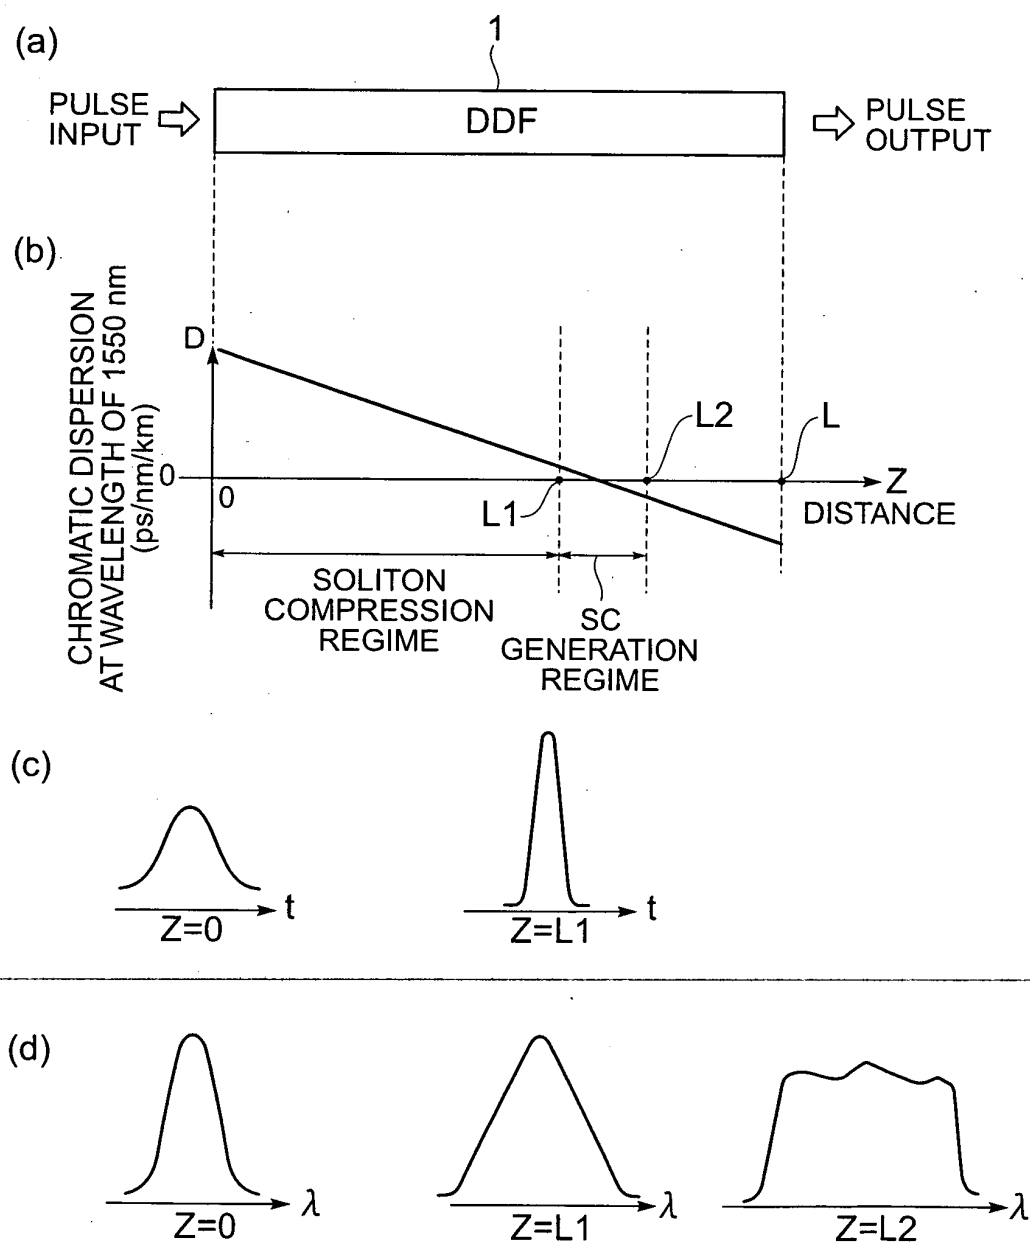 (a)
1
PULSE
INPUT
DDF
PULSE
OUTPUT
(b)
CHROMATIC DISPERSION
AT WAVELENGTH OF 1550 nm
(ps/nm/km)
D
0
0
L1
L2
L
Z
DISTANCE
SOLITON
COMPRESSION
REGIME
SC
GENERATION
REGIME
(c)
t
Z=0
t
Z=L1
(d)
λ
Z=0
λ
Z=L1
λ
Z=L2